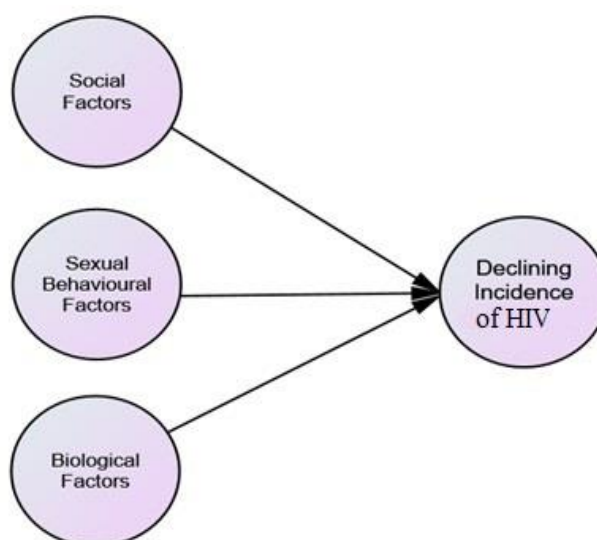 Social
Factors
Sexual
Behavioural
Factors
Declining
Incidence
of HIV
Biological
Factors